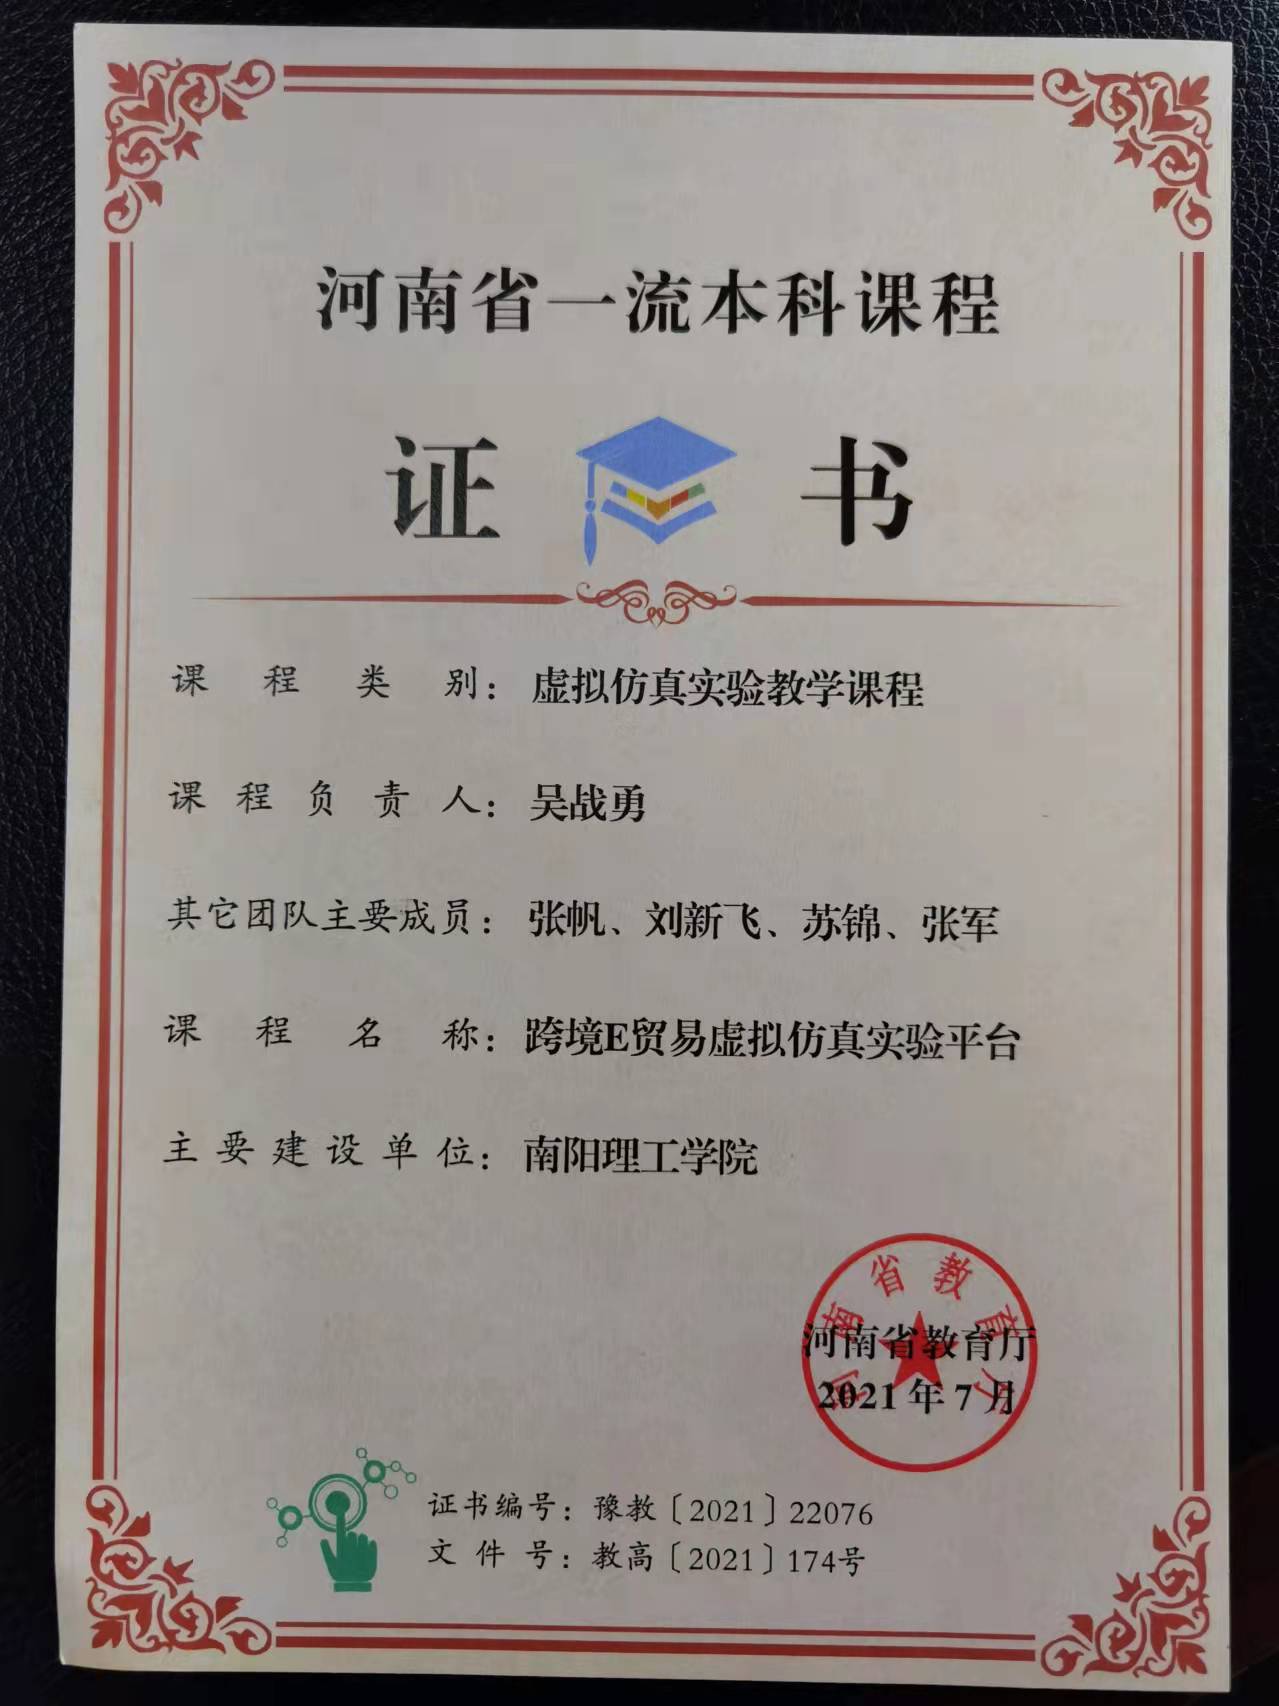 河南省一流本科课程
证书
课程类别：虚拟仿真实验教学课程
课程负责人：吴战勇
其它团队主要成员：张帆、刘新飞、苏锦、张军
课程名称：跨境E贸易虚拟仿真实验平台
主要建设单位：南阳理工学院
河南省教育厅
河南省教育厅
2021年7月
证书编号：豫教〔2021〕22076
文件号：教高〔2021〕174号